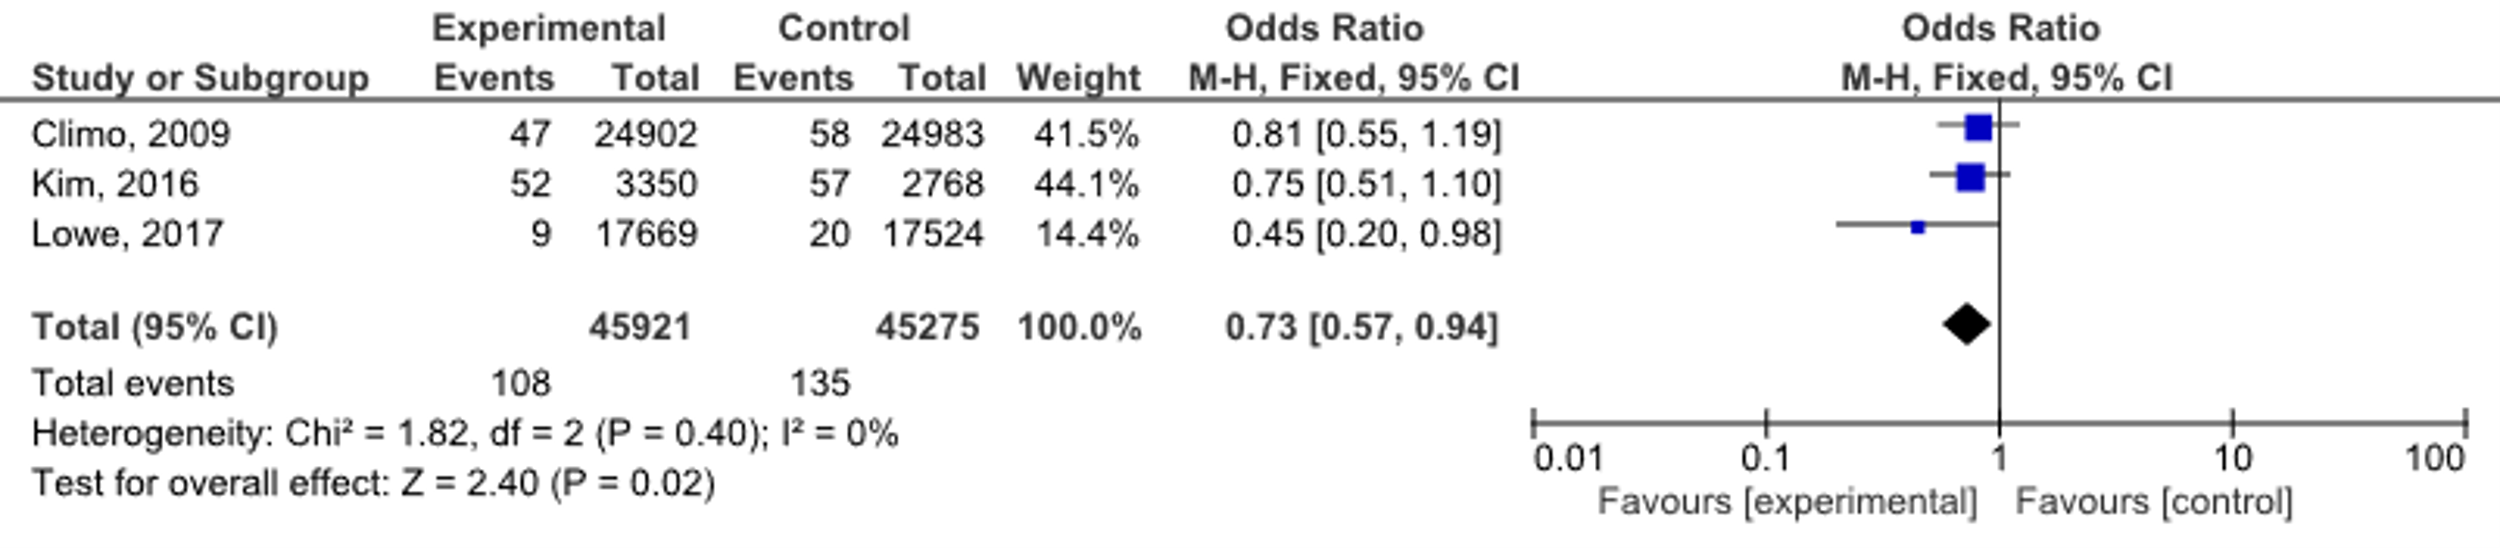 Experimental Control Odds Ratio Odds Ratio
Study or Subgroup Events Total Events Total Weight M-H, Fixed, 95% CI M-H, Fixed, 95% CI
Climo, 2009 47 24902 58 24983 41.5% 0.81 [0.55, 1.19]
Kim, 2016 52 3350 57 2768 44.1% 0.75 [0.51, 1.10]
Lowe, 2017 9 17669 20 17524 14.4% 0.45 [0.20, 0.98]
Total (95% CI) 45921 45275 100.0% 0.73 [0.57, 0.94]
Total events 108 135
Heterogeneity: Chi² = 1.82, df = 2 (P = 0.40); I² = 0%
Test for overall effect: Z = 2.40 (P = 0.02)
0.01 0.1 1 10 100
Favours [experimental] Favours [control]